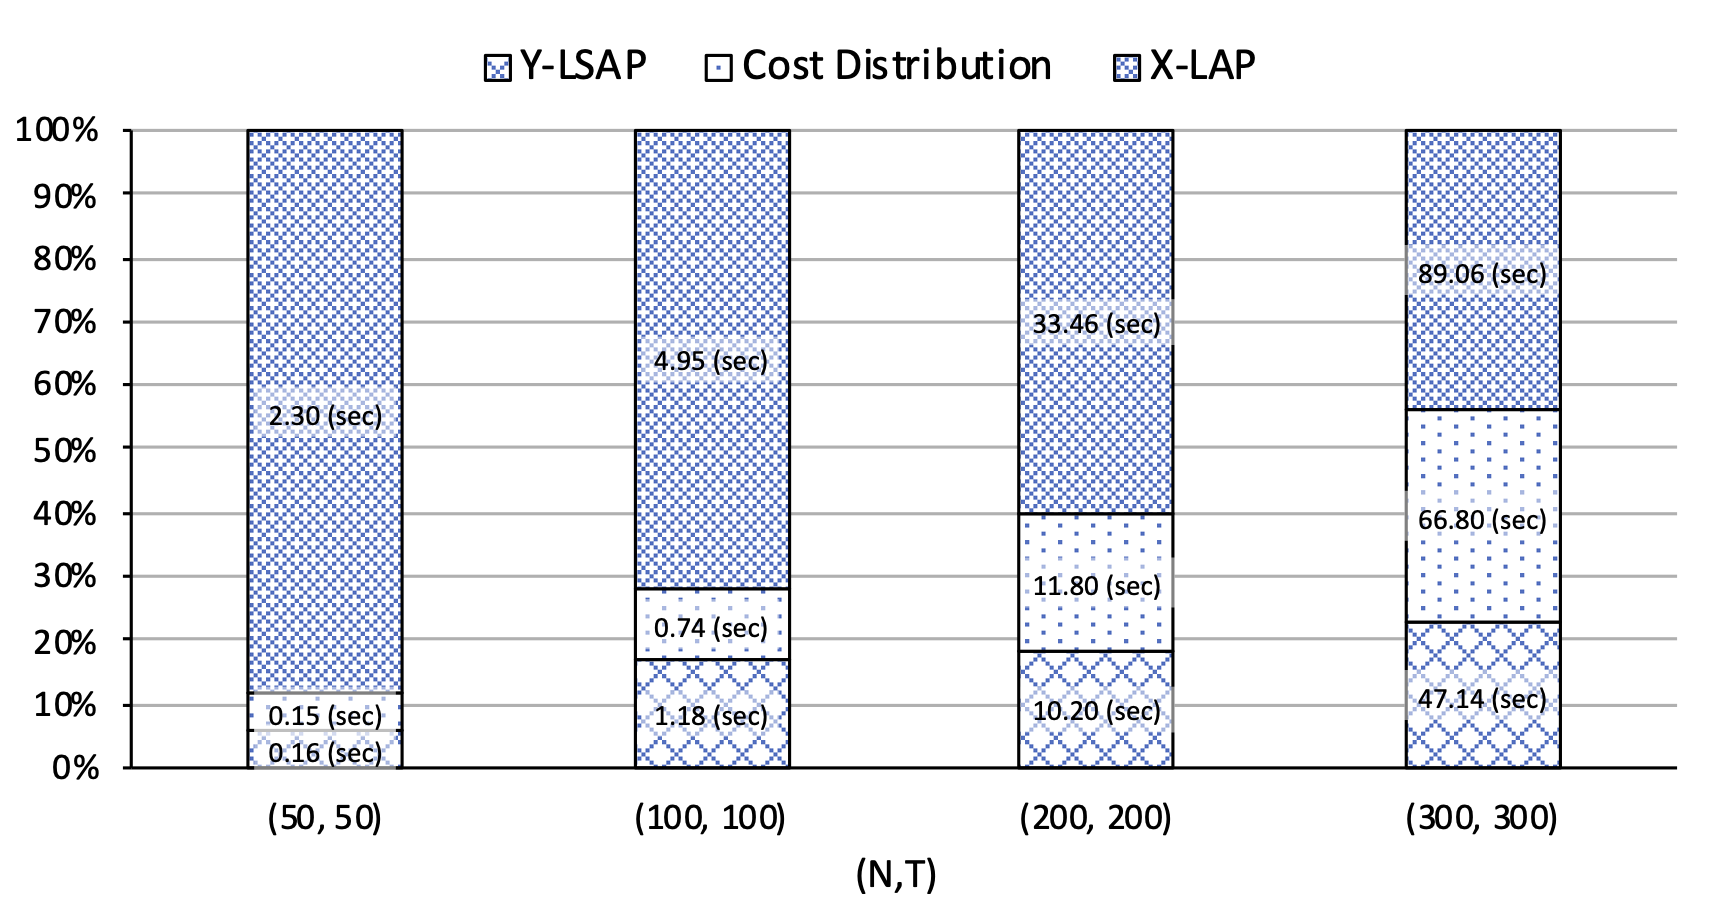 Y-LSAP Cost Distribution X-LAP
100%
90%
80%
70%
60%
50%
40%
30%
20%
10%
0%
2.30 (sec)
0.15 (sec)
0.16 (sec)
4.95 (sec)
0.74 (sec)
1.18 (sec)
33.46 (sec)
11.80 (sec)
10.20 (sec)
89.06 (sec)
66.80 (sec)
47.14 (sec)
(50, 50) (100, 100) (200, 200) (300, 300)
(N,T)